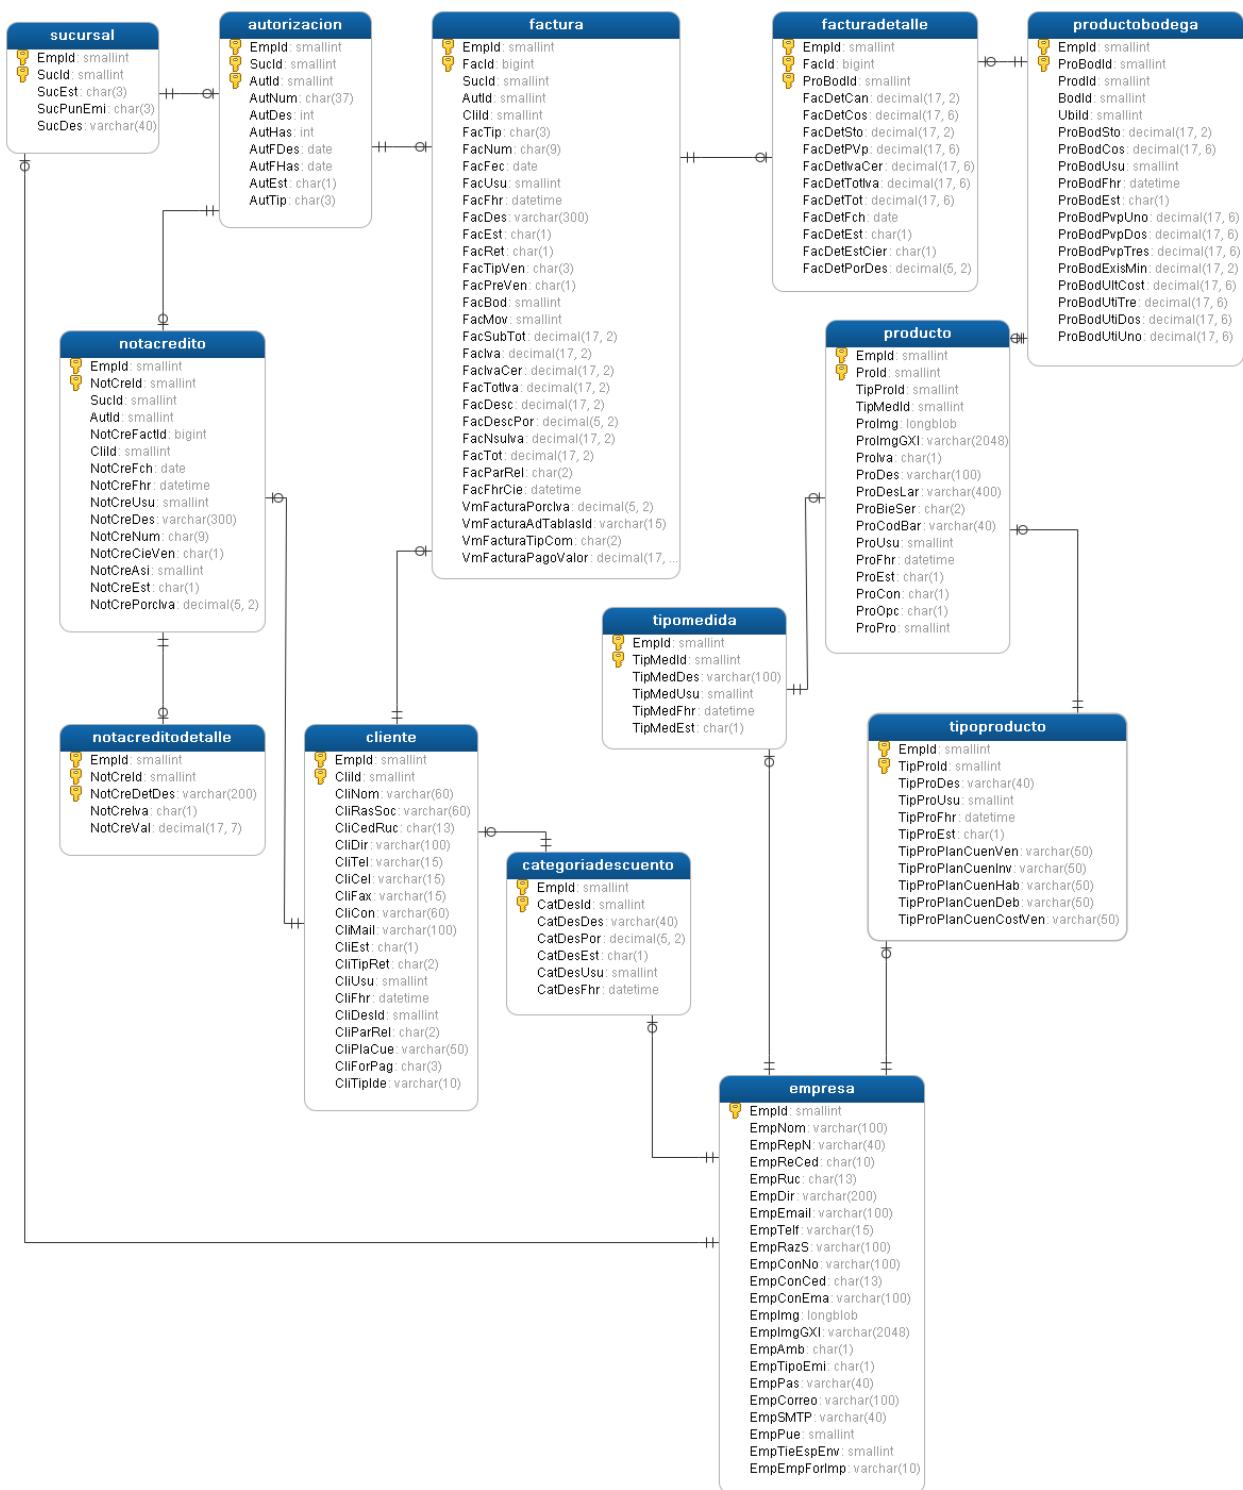 sucursal
EmpId: smallint
SucId: smallint
SucEst: char(3)
SucPunEmi: char(3)
SucDes: varchar(40)
autorizacion
EmpId: smallint
SucId: smallint
AutId: smallint
AutNum: char(37)
AutDes: int
AutHas: int
AutFDes: date
AutFHas: date
AutEst: char(1)
AutTip: char(3)
factura
EmpId: smallint
FacId: bigint
SucId: smallint
AutId: smallint
CliId: smallint
FacTip: char(3)
FacNum: char(9)
FacFec: date
FacUsu: smallint
FacFhr: datetime
FacDes: varchar(300)
FacEst: char(1)
FacRet: char(1)
FacTipVen: char(3)
FacPreVen: char(1)
FacBod: smallint
FacMov: smallint
FacSubTot: decimal(17, 2)
FacIva: decimal(17, 2)
FacIvaCer: decimal(17, 2)
FacTotIva: decimal(17, 2)
FacDesc: decimal(17, 2)
FacDescPor: decimal(5, 2)
FacNsuIva: decimal(17, 2)
FacTot: decimal(17, 2)
FacParRel: char(2)
FacFhrCie: datetime
VmFacturaPorcIva: decimal(5, 2)
VmFacturaAdTablasId: varchar(15)
VmFacturaTipCom: char(2)
VmFacturaPagoValor: decimal(17, ...
facturadetalle
EmpId: smallint
FacId: bigint
ProBodId: smallint
FacDetCan: decimal(17, 2)
FacDetCos: decimal(17, 6)
FacDetSto: decimal(17, 2)
FacDetPVp: decimal(17, 6)
FacDetIvaCer: decimal(17, 6)
FacDetTotIva: decimal(17, 6)
FacDetTot: decimal(17, 6)
FacDetFch: date
FacDetEst: char(1)
FacDetEstCier: char(1)
FacDetPorDes: decimal(5, 2)
productobodega
EmpId: smallint
ProBodId: smallint
ProdId: smallint
BodId: smallint
UbiId: smallint
ProBodSto: decimal(17, 2)
ProBodCos: decimal(17, 6)
ProBodUsu: smallint
ProBodFhr: datetime
ProBodEst: char(1)
ProBodPvpUno: decimal(17, 6)
ProBodPvpDos: decimal(17, 6)
ProBodPvpTres: decimal(17, 6)
ProBodExisMin: decimal(17, 2)
ProBodUltCost: decimal(17, 6)
ProBodUtiTre: decimal(17, 6)
ProBodUtiDos: decimal(17, 6)
ProBodUtiUno: decimal(17, 6)
notacredito
EmpId: smallint
NotCreId: smallint
SucId: smallint
AutId: smallint
NotCreFactId: bigint
CliId: smallint
NotCreFch: date
NotCreFhr: datetime
NotCreUsu: smallint
NotCreDes: varchar(300)
NotCreNum: char(9)
NotCreCieVen: char(1)
NotCreAsi: smallint
NotCreEst: char(1)
NotCrePorcIva: decimal(5, 2)
producto
EmpId: smallint
ProId: smallint
TipProId: smallint
TipMedId: smallint
ProImg: longblob
ProImgGXI: varchar(2048)
ProIva: char(1)
ProDes: varchar(100)
ProDesLar: varchar(400)
ProBieSer: char(2)
ProCodBar: varchar(40)
ProUsu: smallint
ProFhr: datetime
ProEst: char(1)
ProCon: char(1)
ProOpc: char(1)
ProPro: smallint
tipomedida
EmpId: smallint
TipMedId: smallint
TipMedDes: varchar(100)
TipMedUsu: smallint
TipMedFhr: datetime
TipMedEst: char(1)
notacreditodetalle
EmpId: smallint
NotCreId: smallint
NotCreDetDes: varchar(200)
NotCreIva: char(1)
NotCreVal: decimal(17, 7)
cliente
EmpId: smallint
CliId: smallint
CliNom: varchar(60)
CliRasSoc: varchar(60)
CliCedRuc: char(13)
CliDir: varchar(100)
CliTel: varchar(15)
CliCel: varchar(15)
CliFax: varchar(15)
CliCon: varchar(60)
CliMail: varchar(100)
CliEst: char(1)
CliTipRet: char(2)
CliUsu: smallint
CliFhr: datetime
CliDesId: smallint
CliParRel: char(2)
CliPlaCue: varchar(50)
CliForPag: char(3)
CliTipIde: varchar(10)
categoriadescuento
EmpId: smallint
CatDesId: smallint
CatDesDes: varchar(40)
CatDesPor: decimal(5, 2)
CatDesEst: char(1)
CatDesUsu: smallint
CatDesFhr: datetime
tipoproducto
EmpId: smallint
TipProId: smallint
TipProDes: varchar(40)
TipProUsu: smallint
TipProFhr: datetime
TipProEst: char(1)
TipProPlanCuenVen: varchar(50)
TipProPlanCuenInv: varchar(50)
TipProPlanCuenHab: varchar(50)
TipProPlanCuenDeb: varchar(50)
TipProPlanCuenCostVen: varchar(50)
empresa
EmpId: smallint
EmpNom: varchar(100)
EmpRepN: varchar(40)
EmpReCed: char(10)
EmpRuc: char(13)
EmpDir: varchar(200)
EmpEmail: varchar(100)
EmpTelf: varchar(15)
EmpRazS: varchar(100)
EmpConNo: varchar(100)
EmpConCed: char(13)
EmpConEma: varchar(100)
EmpImg: longblob
EmpImgGXI: varchar(2048)
EmpAmb: char(1)
EmpTipoEmi: char(1)
EmpPas: varchar(40)
EmpCorreo: varchar(100)
EmpSMTP: varchar(40)
EmpPue: smallint
EmpTieEspEnv: smallint
EmpEmpForImp: varchar(10)